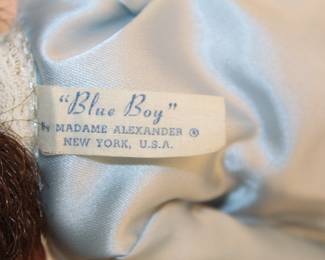 "Blue Boy"
by MADAME ALEXANDER ®
NEW YORK, U.S.A.